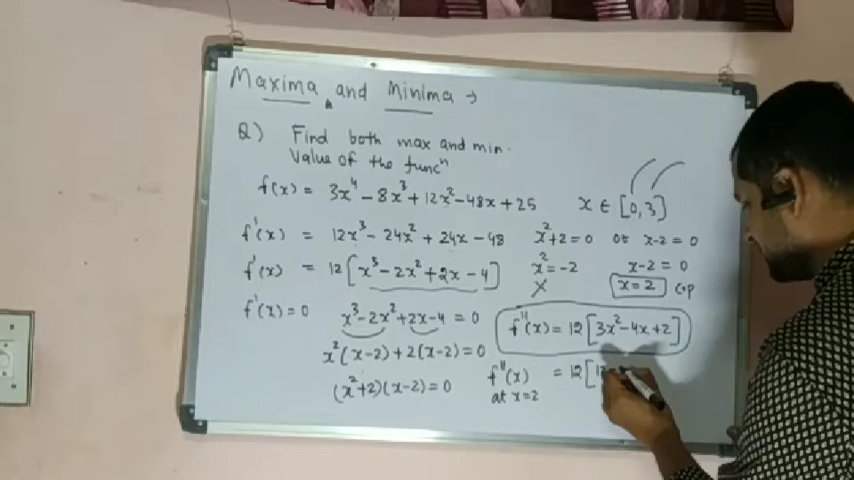 Maxima and Minima →
Q) Find both max and min.
Value of the funcⁿ
f(x) = 3x⁴ - 8x³ + 12x² - 48x + 25 x ∈ [0,3]
f'(x) = 12x³ - 24x² + 24x - 48
f'(x) = 12[x³ - 2x² + 2x - 4]
f'(x) = 0 x³ - 2x² + 2x - 4 = 0
x²(x-2) + 2(x-2) = 0
(x²+2)(x-2) = 0
x²+2 = 0 or x-2 = 0
x² = -2 x-2 = 0
X x = 2
f''(x) = 12[3x² - 4x + 2]
f''(x) = 12[12
at x=2